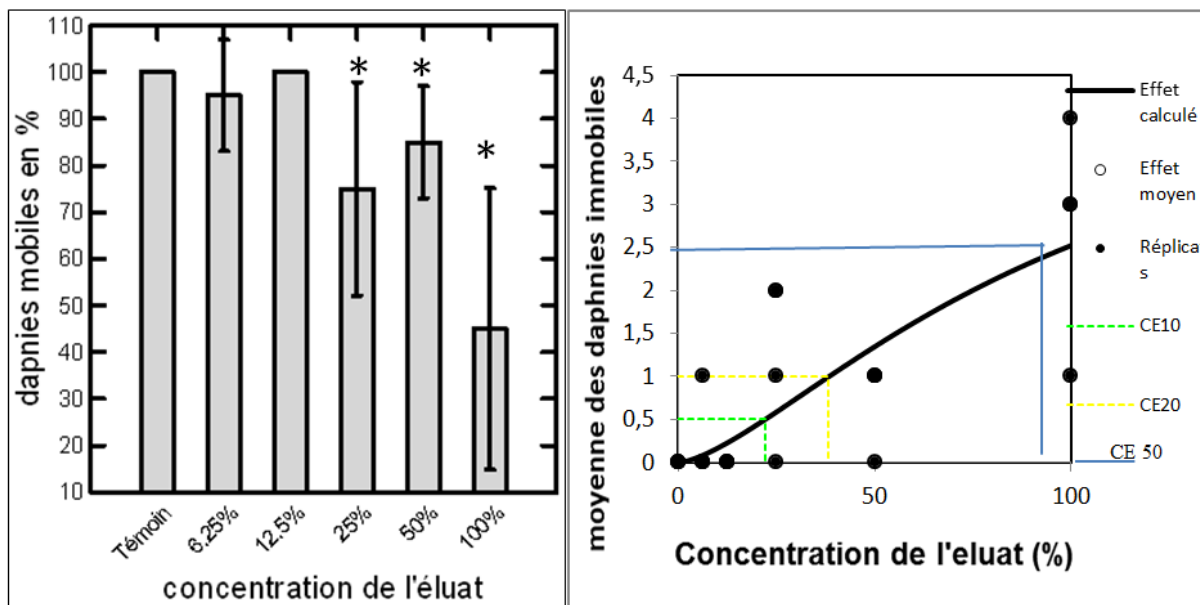 110
100
90
80
70
60
50
40
30
20
10
dapnies mobiles en %
* * *
Témoin 6.25% 12.5% 25% 50% 100%
concentration de l'éluat
moyenne des daphnies immobiles
4,5
4
3,5
3
2,5
2
1,5
1
0,5
0
0 50 100
Concentration de l'eluat (%)
Effet
calculé
Effet
moyen
Réplica
s
CE10
CE20
CE 50